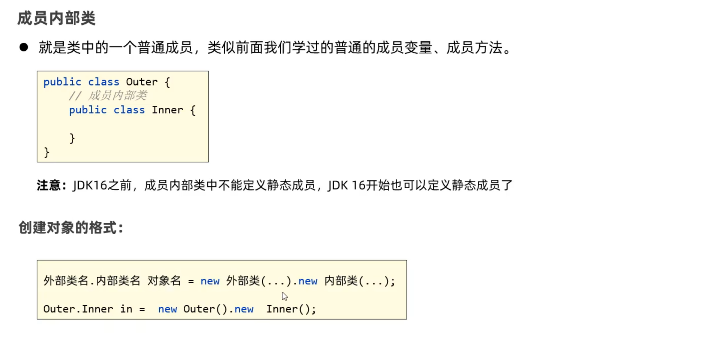 成员内部类
● 就是类中的一个普通成员，类似前面我们学过的普通的成员变量、成员方法。
public class Outer {
    // 成员内部类
    public class Inner {
    }
}
注意：JDK16之前，成员内部类中不能定义静态成员，JDK 16开始也可以定义静态成员了
创建对象的格式：
外部类名.内部类名 对象名 = new 外部类(...).new 内部类(...);
Outer.Inner in =  new Outer().new  Inner();